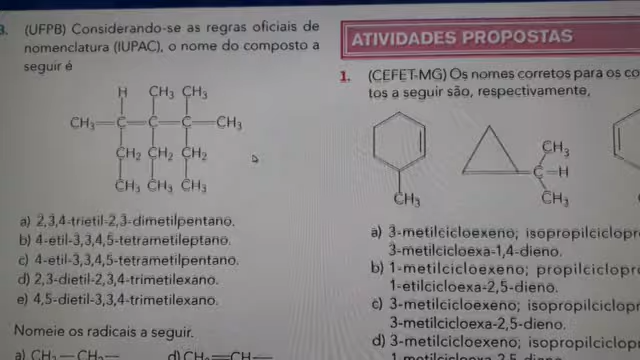 3. (UFPB) Considerando-se as regras oficiais de
nomenclatura (IUPAC), o nome do composto a
seguir é
H CH3 CH3
CH3 C C C CH3
CH2 CH2 CH2
CH3 CH3 CH3
a) 2,3,4-trietil-2,3-dimetilpentano.
b) 4-etil-3,3,4,5-tetrametileptano.
c) 4-etil-3,3,4,5-tetrametilpentano.
d) 2,3-dietil-2,3,4-trimetilexano.
e) 4,5-dietil-3,3,4-trimetilexano.
Nomeie os radicais a seguir.
a) CH3—CH2— d) CH2=CH—
ATIVIDADES PROPOSTAS
1. (CEFET-MG) Os nomes corretos para os co
tos a seguir são, respectivamente,
CH3
CH3
C—H
CH3
a) 3-metilcicloexeno; isopropilciclopr
3-metilcicloexa-1,4-dieno.
b) 1-metilcicloexeno; propilciclopr
1-etilcicloexa-2,5-dieno.
c) 3-metilcicloexeno; isopropilciclopr
3-metilcicloexa-2,5-dieno.
d) 3-metilcicloexeno; isopropilciclopr